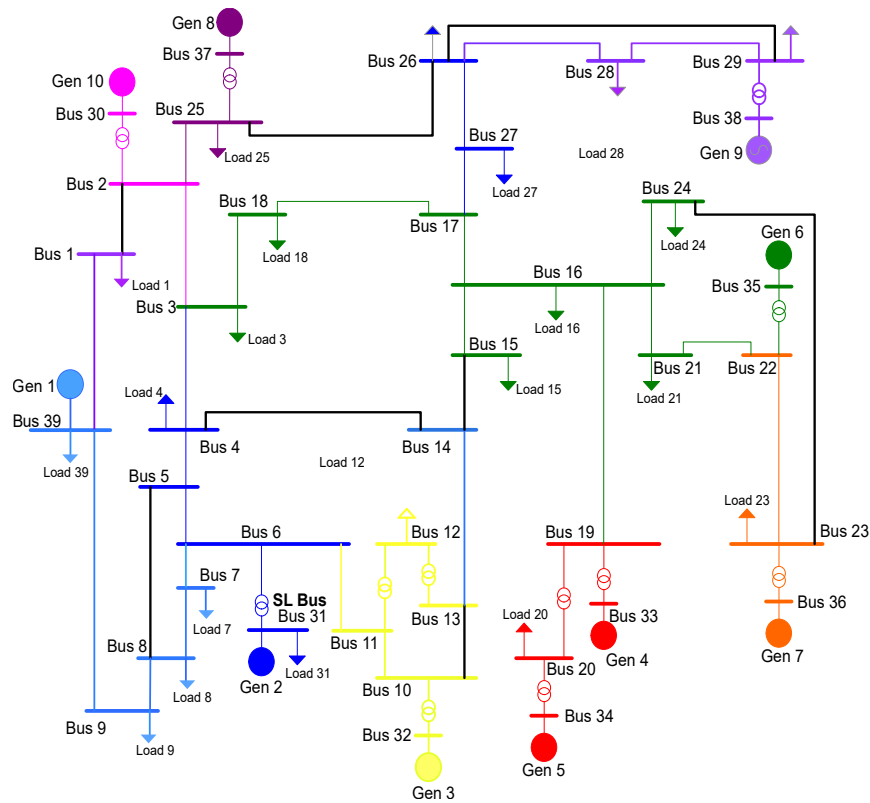 Gen 8
Bus 37
Bus 26
Bus 28
Bus 29
Gen 10
Bus 30
Bus 25
Bus 38
Bus 27
Load 25
Load 28
Gen 9
Bus 2
Load 27
Bus 18
Bus 24
Bus 17
Gen 6
Load 24
Bus 1
Load 18
Load 1
Bus 16
Bus 35
Bus 3
Load 16
Load 3
Bus 15
Bus 21
Bus 22
Gen 1
Load 4
Load 15
Load 21
Bus 39
Bus 4
Bus 14
Load 39
Load 12
Bus 5
Load 23
Bus 6
Bus 12
Bus 19
Bus 23
Bus 7
SL Bus
Bus 31
Bus 13
Bus 33
Bus 36
Load 20
Load 7
Bus 8
Bus 11
Gen 4
Gen 7
Load 31
Bus 20
Gen 2
Bus 10
Load 8
Bus 9
Bus 32
Bus 34
Load 9
Gen 3
Gen 5